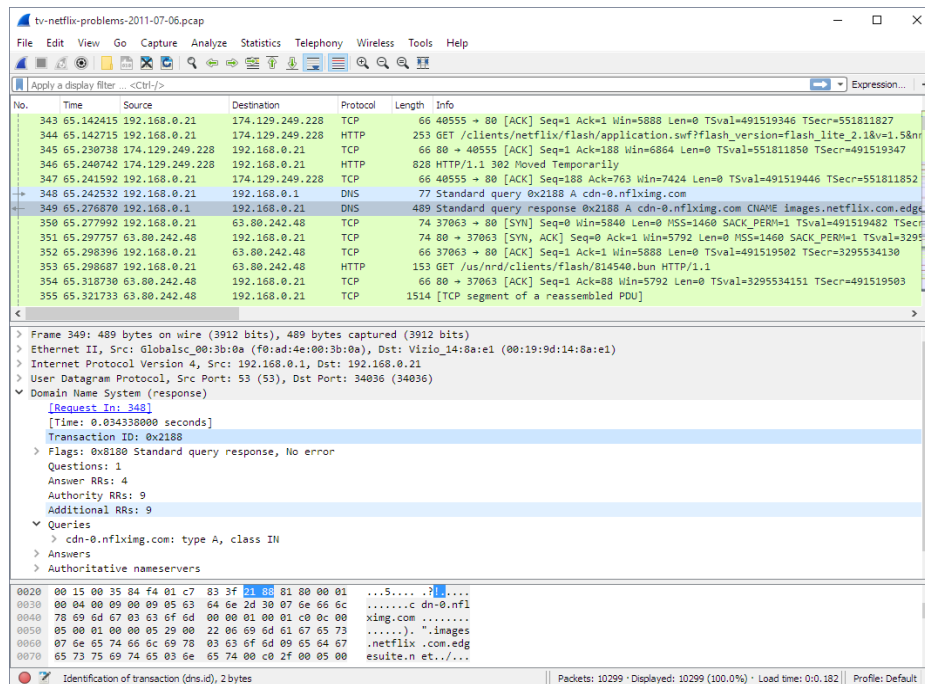 tv-netflix-problems-2011-07-06.pcap
File Edit View Go Capture Analyze Statistics Telephony Wireless Tools Help
Apply a display filter ... <Ctrl-/>
Expression...
No. Time Source Destination Protocol Length Info
343 65.142415 192.168.0.21 174.129.249.228 TCP 66 40555 → 80 [ACK] Seq=1 Ack=1 Win=5888 Len=0 TSval=491519346 TSecr=551811827
344 65.142715 192.168.0.21 174.129.249.228 HTTP 253 GET /clients/netflix/flash/application.swf?flash_version=flash_lite_2.1&v=1.5&nr
345 65.230738 174.129.249.228 192.168.0.21 TCP 66 80 → 40555 [ACK] Seq=1 Ack=188 Win=6864 Len=0 TSval=551811850 TSecr=491519347
346 65.240742 174.129.249.228 192.168.0.21 HTTP 828 HTTP/1.1 302 Moved Temporarily
347 65.241592 192.168.0.21 174.129.249.228 TCP 66 40555 → 80 [ACK] Seq=188 Ack=763 Win=7424 Len=0 TSval=491519446 TSecr=551811852
348 65.242532 192.168.0.21 192.168.0.1 DNS 77 Standard query 0x2188 A cdn-0.nflximg.com
349 65.276870 192.168.0.1 192.168.0.21 DNS 489 Standard query response 0x2188 A cdn-0.nflximg.com CNAME images.netflix.com.edge
350 65.277992 192.168.0.21 63.80.242.48 TCP 74 37063 → 80 [SYN] Seq=0 Win=5840 Len=0 MSS=1460 SACK_PERM=1 TSval=491519482 TSecr
351 65.297757 63.80.242.48 192.168.0.21 TCP 74 80 → 37063 [SYN, ACK] Seq=0 Ack=1 Win=5792 Len=0 MSS=1460 SACK_PERM=1 TSval=3295
352 65.298396 192.168.0.21 63.80.242.48 TCP 66 37063 → 80 [ACK] Seq=1 Ack=1 Win=5888 Len=0 TSval=491519502 TSecr=3295534130
353 65.298687 192.168.0.21 63.80.242.48 HTTP 153 GET /us/nrd/clients/flash/814540.bun HTTP/1.1
354 65.318730 63.80.242.48 192.168.0.21 TCP 66 80 → 37063 [ACK] Seq=1 Ack=88 Win=5792 Len=0 TSval=3295534151 TSecr=491519503
355 65.321733 63.80.242.48 192.168.0.21 TCP 1514 [TCP segment of a reassembled PDU]
Frame 349: 489 bytes on wire (3912 bits), 489 bytes captured (3912 bits)
Ethernet II, Src: Globalsc_00:3b:0a (f0:ad:4e:00:3b:0a), Dst: Vizio_14:8a:e1 (00:19:9d:14:8a:e1)
Internet Protocol Version 4, Src: 192.168.0.1, Dst: 192.168.0.21
User Datagram Protocol, Src Port: 53 (53), Dst Port: 34036 (34036)
Domain Name System (response)
[Request In: 348]
[Time: 0.034338000 seconds]
Transaction ID: 0x2188
Flags: 0x8180 Standard query response, No error
Questions: 1
Answer RRs: 4
Authority RRs: 9
Additional RRs: 9
Queries
cdn-0.nflximg.com: type A, class IN
Answers
Authoritative nameservers
0020 00 15 00 35 84 f4 01 c7 83 3f 21 88 81 80 00 01 ...5.... .?!.....
0030 00 04 00 09 00 09 05 63 64 6e 2d 30 07 6e 66 6c .......c dn-0.nfl
0040 78 69 6d 67 03 63 6f 6d 00 00 01 00 01 c0 0c 00 ximg.com ........
0050 05 00 01 00 00 05 29 00 22 06 69 6d 61 67 65 73 ......). ".images
0060 07 6e 65 74 66 6c 69 78 03 63 6f 6d 09 65 64 67 .netflix .com.edg
0070 65 73 75 69 74 65 03 6e 65 74 00 c0 2f 00 05 00 esuite.n et../...
Identification of transaction (dns.id), 2 bytes
Packets: 10299 · Displayed: 10299 (100.0%) · Load time: 0:0.182
Profile: Default